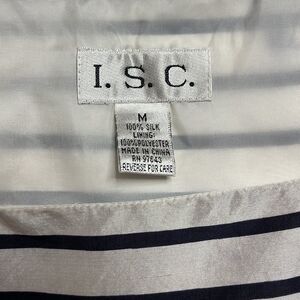 I. S. C.
M
100% SILK
LINING:
100%POLYESTER
MADE IN CHINA
RN 97643
REVERSE FOR CARE